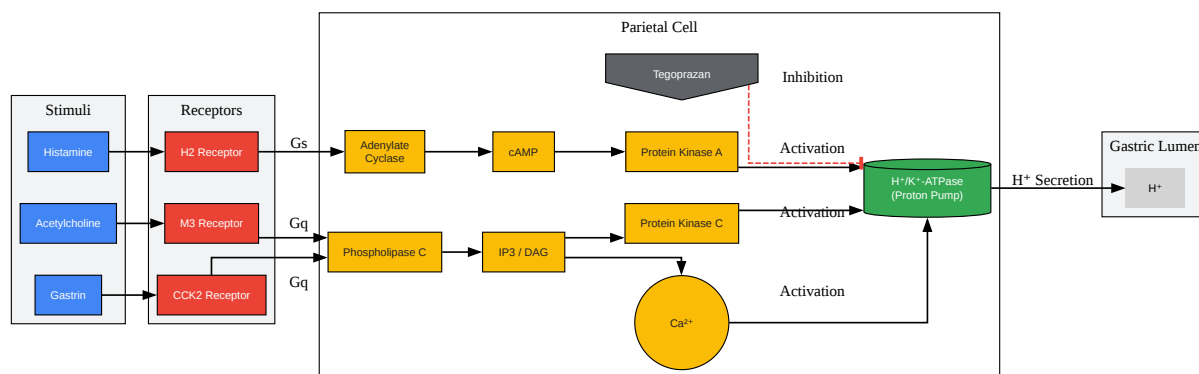 Parietal Cell
Tegoprazan
Inhibition
Stimuli
Receptors
Histamine
H2 Receptor
Gs
Adenylate
Cyclase
cAMP
Protein Kinase A
Activation
Gastric Lumen
H⁺/K⁺-ATPase
(Proton Pump)
H⁺ Secretion
H⁺
Acetylcholine
M3 Receptor
Gq
Protein Kinase C
Activation
Phospholipase C
IP3 / DAG
Gastrin
CCK2 Receptor
Gq
Activation
Ca²⁺